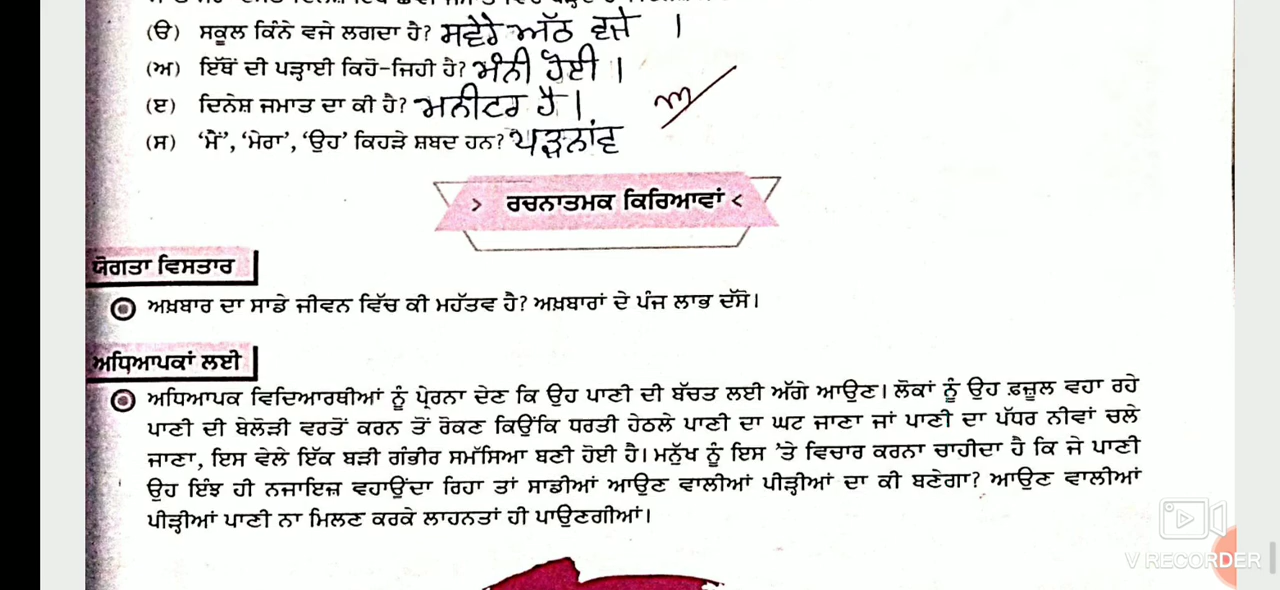 (ੳ) ਸਕੂਲ ਕਿੰਨੇ ਵਜੇ ਲਗਦਾ ਹੈ? ਸਵੇਰੇ ਅੱਠ ਵਜੇ ।
(ਅ) ਇੱਥੋਂ ਦੀ ਪੜ੍ਹਾਈ ਕਿਹੋ-ਜਿਹੀ ਹੈ? ਮੰਨੀ ਹੋਈ ।
(ੲ) ਦਿਨੇਸ਼ ਜਮਾਤ ਦਾ ਕੀ ਹੈ? ਮਨੀਟਰ ਹੈ ।
(ਸ) 'ਮੈਂ', 'ਮੇਰਾ', 'ਉਹ' ਕਿਹੜੇ ਸ਼ਬਦ ਹਨ? ਪੜਨਾਂਵ
> ਰਚਨਾਤਮਕ ਕਿਰਿਆਵਾਂ <
ਯੋਗਤਾ ਵਿਸਤਾਰ
ਅਖ਼ਬਾਰ ਦਾ ਸਾਡੇ ਜੀਵਨ ਵਿੱਚ ਕੀ ਮਹੱਤਵ ਹੈ? ਅਖ਼ਬਾਰਾਂ ਦੇ ਪੰਜ ਲਾਭ ਦੱਸੋ।
ਅਧਿਆਪਕਾਂ ਲਈ
ਅਧਿਆਪਕ ਵਿਦਿਆਰਥੀਆਂ ਨੂੰ ਪ੍ਰੇਰਨਾ ਦੇਣ ਕਿ ਉਹ ਪਾਣੀ ਦੀ ਬੱਚਤ ਲਈ ਅੱਗੇ ਆਉਣ। ਲੋਕਾਂ ਨੂੰ ਉਹ ਫ਼ਜ਼ੂਲ ਵਹਾ ਰਹੇ
ਪਾਣੀ ਦੀ ਬੇਲੋੜੀ ਵਰਤੋਂ ਕਰਨ ਤੋਂ ਰੋਕਣ ਕਿਉਂਕਿ ਧਰਤੀ ਹੇਠਲੇ ਪਾਣੀ ਦਾ ਘਟ ਜਾਣਾ ਜਾਂ ਪਾਣੀ ਦਾ ਪੱਧਰ ਨੀਵਾਂ ਚਲੇ
ਜਾਣਾ, ਇਸ ਵੇਲੇ ਇੱਕ ਬੜੀ ਗੰਭੀਰ ਸਮੱਸਿਆ ਬਣੀ ਹੋਈ ਹੈ। ਮਨੁੱਖ ਨੂੰ ਇਸ 'ਤੇ ਵਿਚਾਰ ਕਰਨਾ ਚਾਹੀਦਾ ਹੈ ਕਿ ਜੇ ਪਾਣੀ
ਉਹ ਇੰਝ ਹੀ ਨਜਾਇਜ਼ ਵਹਾਉਂਦਾ ਰਿਹਾ ਤਾਂ ਸਾਡੀਆਂ ਆਉਣ ਵਾਲੀਆਂ ਪੀੜ੍ਹੀਆਂ ਦਾ ਕੀ ਬਣੇਗਾ? ਆਉਣ ਵਾਲੀਆਂ
ਪੀੜ੍ਹੀਆਂ ਪਾਣੀ ਨਾ ਮਿਲਣ ਕਰਕੇ ਲਾਹਨਤਾਂ ਹੀ ਪਾਉਣਗੀਆਂ।
V RECORDER